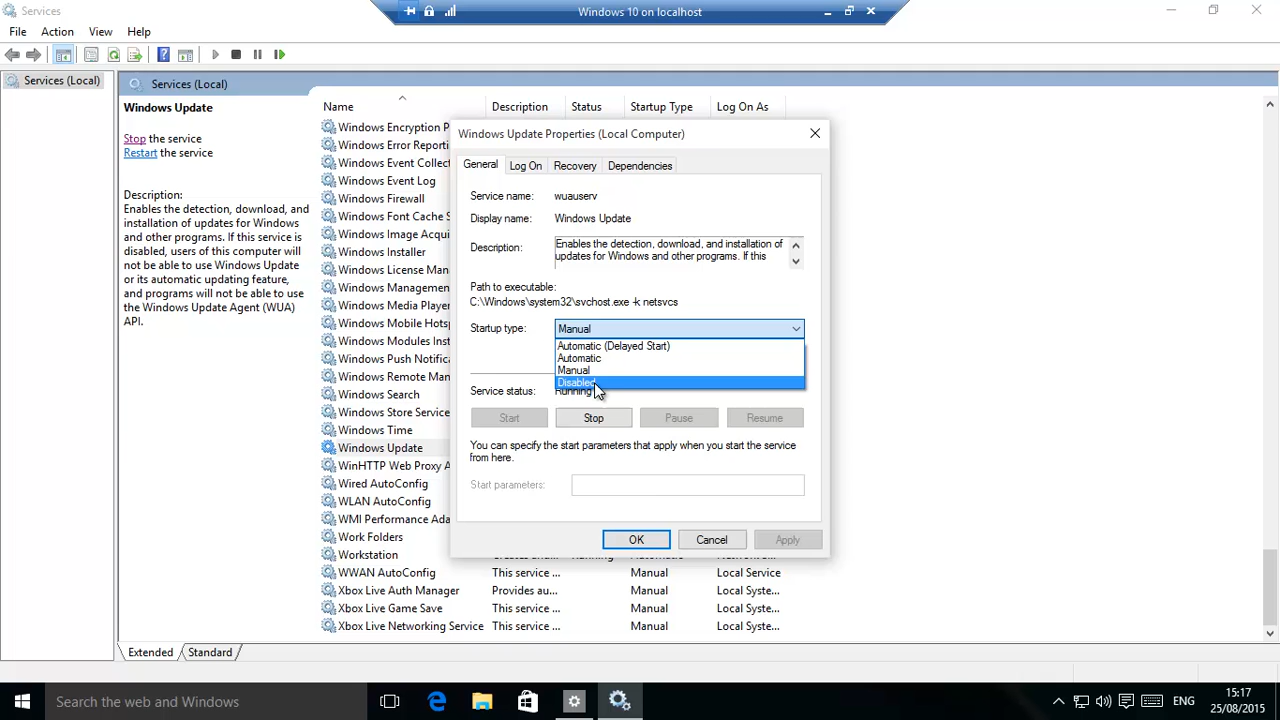 Services
Windows 10 on localhost
File Action View Help
Services (Local)
Services (Local)
Windows Update
Stop the service
Restart the service
Description:
Enables the detection, download, and
installation of updates for Windows
and other programs. If this service is
disabled, users of this computer will
not be able to use Windows Update
or its automatic updating feature,
and programs will not be able to use
the Windows Update Agent (WUA)
API.
Name Description Status Startup Type Log On As
Windows Encryption P
Windows Error Reporti
Windows Event Collect
Windows Event Log
Windows Firewall
Windows Font Cache S
Windows Image Acqui
Windows Installer
Windows License Man
Windows Media Player
Windows Mobile Hots
Windows Modules Inst
Windows Push Notific
Windows Remote Man
Windows Search
Windows Store Service
Windows Time
Windows Update
WinHTTP Web Proxy A
Wired AutoConfig
WLAN AutoConfig
WMI Performance Ada
Work Folders
Workstation
WWAN AutoConfig This service ... Manual Local Service
Xbox Live Auth Manager Provides au... Manual Local Syste...
Xbox Live Game Save This service ... Manual Local Syste...
Xbox Live Networking Service This service ... Manual Local Syste...
Windows Update Properties (Local Computer)
General Log On Recovery Dependencies
Service name: wuauserv
Display name: Windows Update
Description: Enables the detection, download, and installation of
updates for Windows and other programs. If this
Path to executable:
C:\Windows\system32\svchost.exe -k netsvcs
Startup type: Manual
Automatic (Delayed Start)
Automatic
Manual
Disabled
Service status: Running
Start Stop Pause Resume
You can specify the start parameters that apply when you start the service
from here.
Start parameters:
OK Cancel Apply
Extended Standard
Search the web and Windows
ENG
15:17
25/08/2015